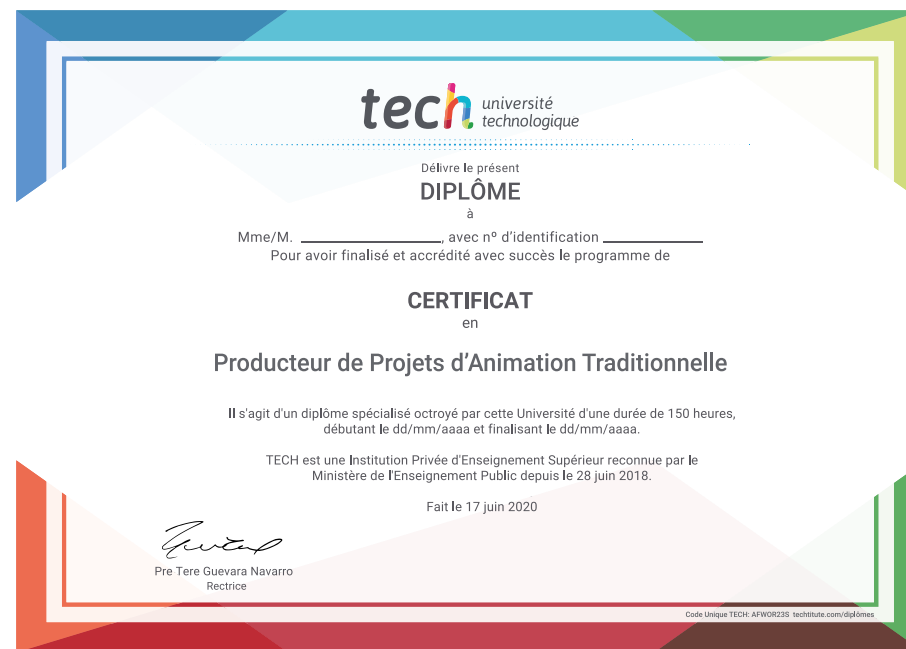 tech université
technologique
Délivre le présent
DIPLÔME
à
Mme/M. ____________________, avec nº d'identification ______________
Pour avoir finalisé et accrédité avec succès le programme de
CERTIFICAT
en
Producteur de Projets d'Animation Traditionnelle
Il s'agit d'un diplôme spécialisé octroyé par cette Université d'une durée de 150 heures,
débutant le dd/mm/aaaa et finalisant le dd/mm/aaaa.
TECH est une Institution Privée d'Enseignement Supérieur reconnue par le
Ministère de l'Enseignement Public depuis le 28 juin 2018.
Fait le 17 juin 2020
Pre Tere Guevara Navarro
Rectrice
Code Unique TECH: AFWOR23S techtitute.com/diplômes